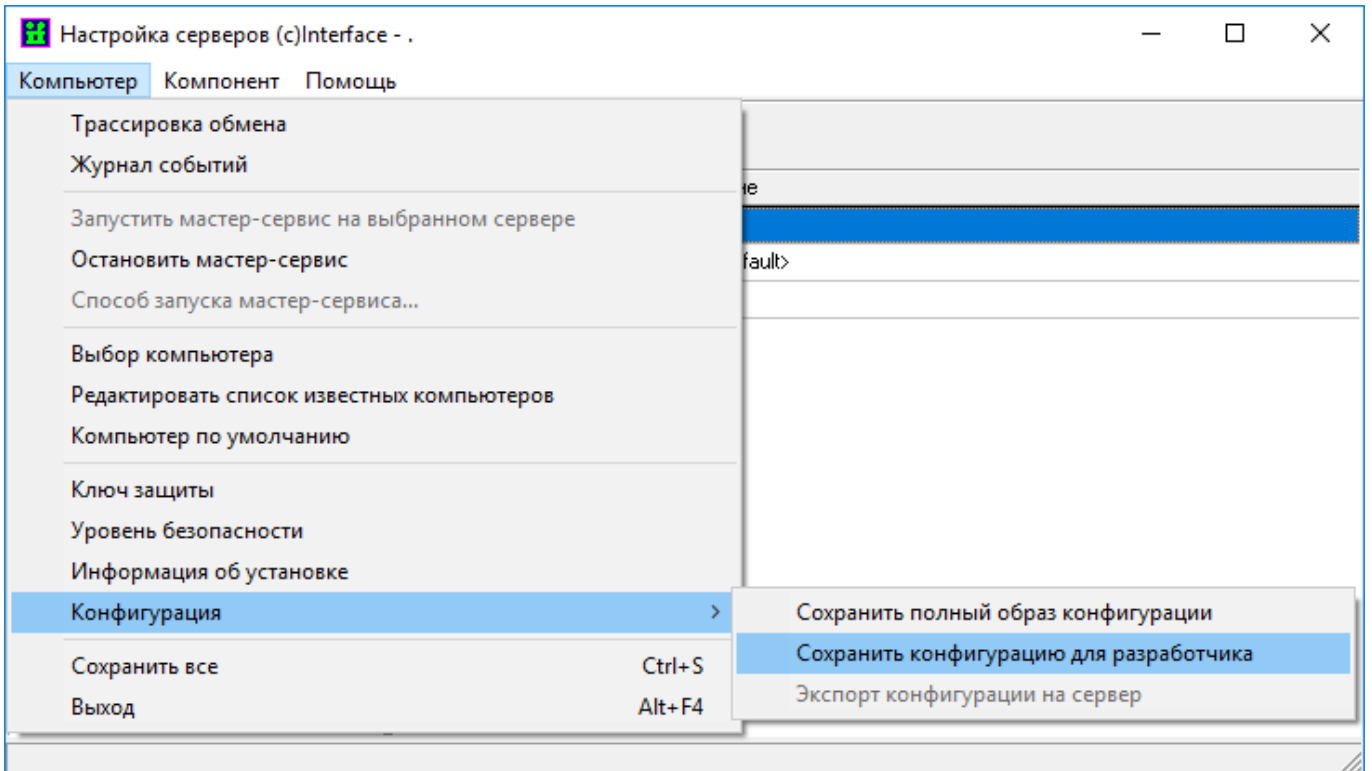 Настройка серверов (c)Interface - .
Компьютер Компонент Помощь
Трассировка обмена
Журнал событий
Запустить мастер-сервис на выбранном сервере
Остановить мастер-сервис
fault>
Способ запуска мастер-сервиса...
Выбор компьютера
Редактировать список известных компьютеров
Компьютер по умолчанию
Ключ защиты
Уровень безопасности
Информация об установке
Конфигурация >
Сохранить полный образ конфигурации
Сохранить конфигурацию для разработчика
Экспорт конфигурации на сервер
Сохранить все Ctrl+S
Выход Alt+F4